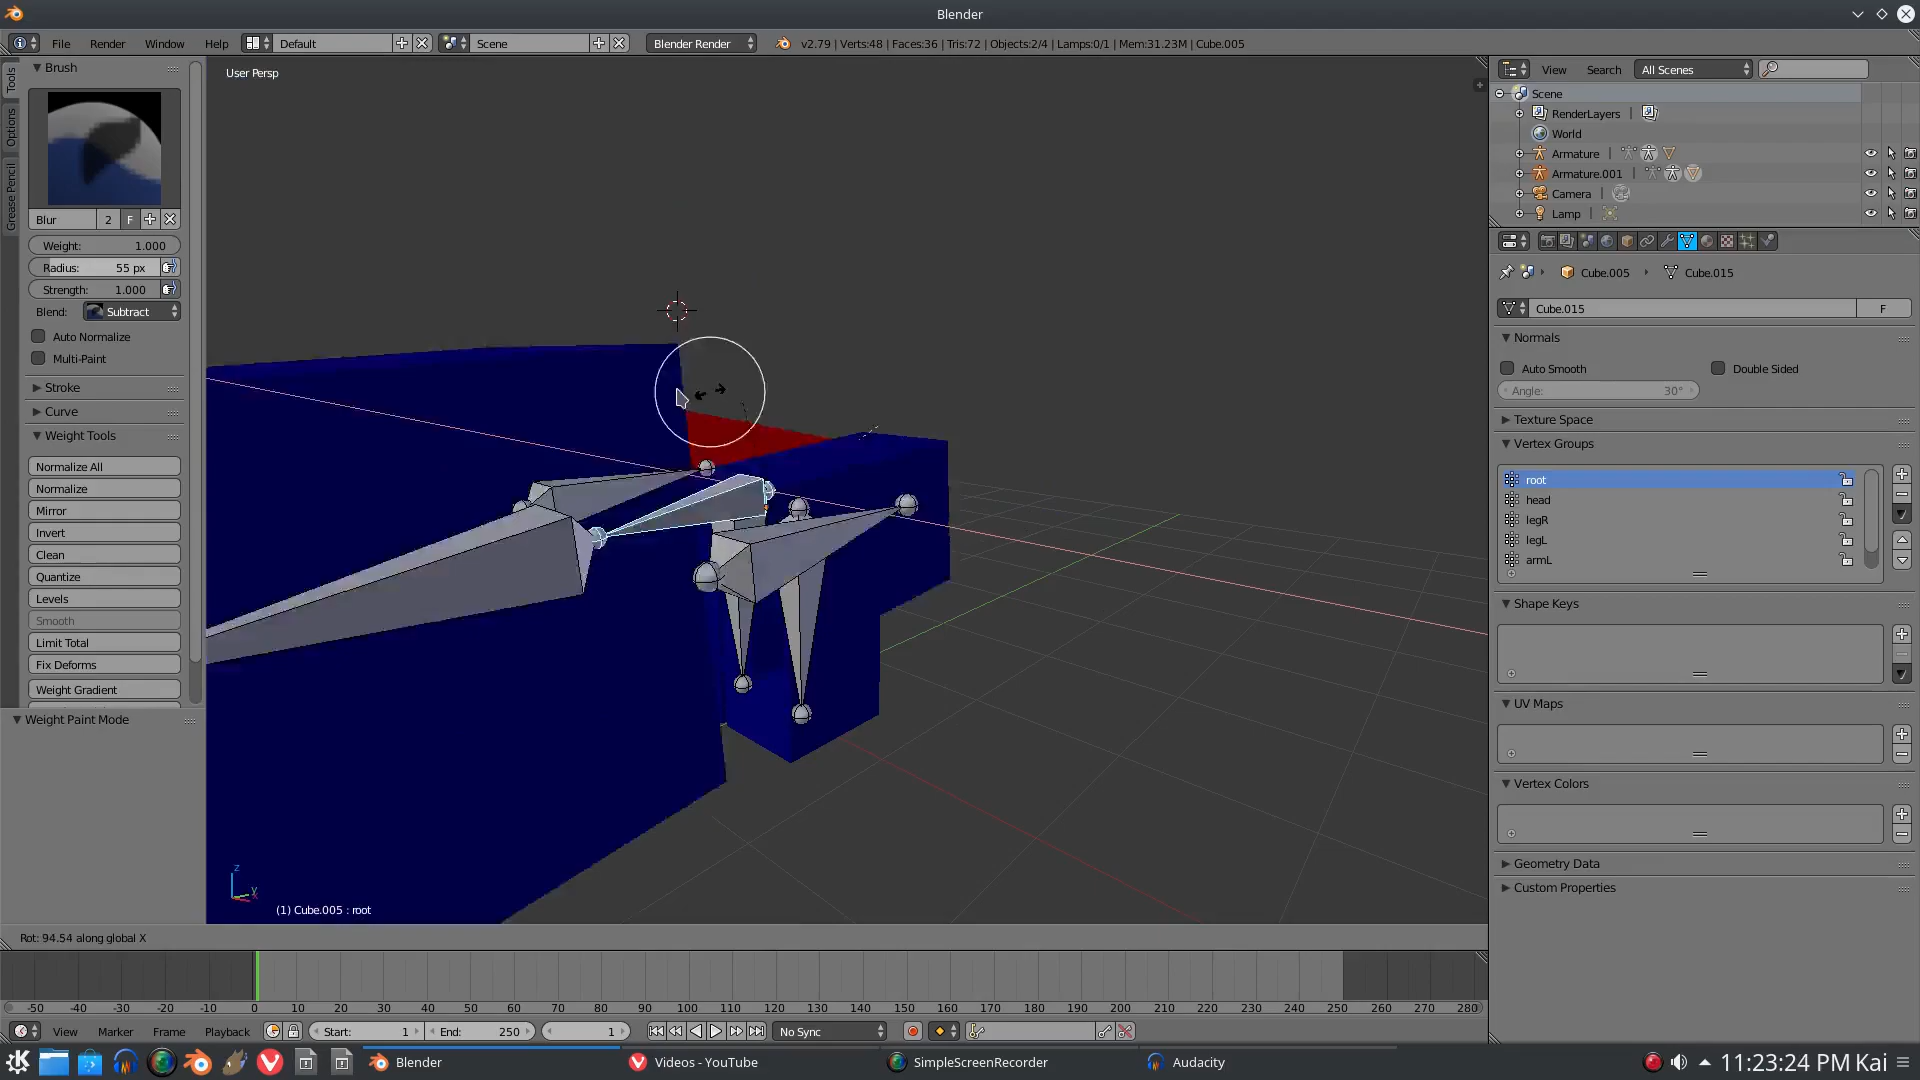 Blender
File Render Window Help Default Scene Blender Render v2.79 | Verts:48 | Faces:36 | Tris:72 | Objects:2/4 | Lamps:0/1 | Mem:31.23M | Cube.005
Tools
Options
Grease Pencil
Brush
Blur 2 F
Weight: 1.000
Radius: 55 px
Strength: 1.000
Blend: Subtract
Auto Normalize
Multi-Paint
Stroke
Curve
Weight Tools
Normalize All
Normalize
Mirror
Invert
Clean
Quantize
Levels
Smooth
Limit Total
Fix Deforms
Weight Gradient
Weight Paint Mode
User Persp
z
y
(1) Cube.005 : root
Rot: 94.54 along global X
View Search All Scenes
Scene
RenderLayers
World
Armature
Armature.001
Camera
Lamp
Cube.005 Cube.015
Cube.015 F
Normals
Auto Smooth Double Sided
Angle: 30°
Texture Space
Vertex Groups
root
head
legR
legL
armL
Shape Keys
UV Maps
Vertex Colors
Geometry Data
Custom Properties
-50 -40 -30 -20 -10 0 10 20 30 40 50 60 70 80 90 100 110 120 130 140 150 160 170 180 190 200 210 220 230 240 250 260 270 280
View Marker Frame Playback Start: 1 End: 250 1 No Sync
Blender Videos - YouTube SimpleScreenRecorder Audacity 11:23:24 PM Kai